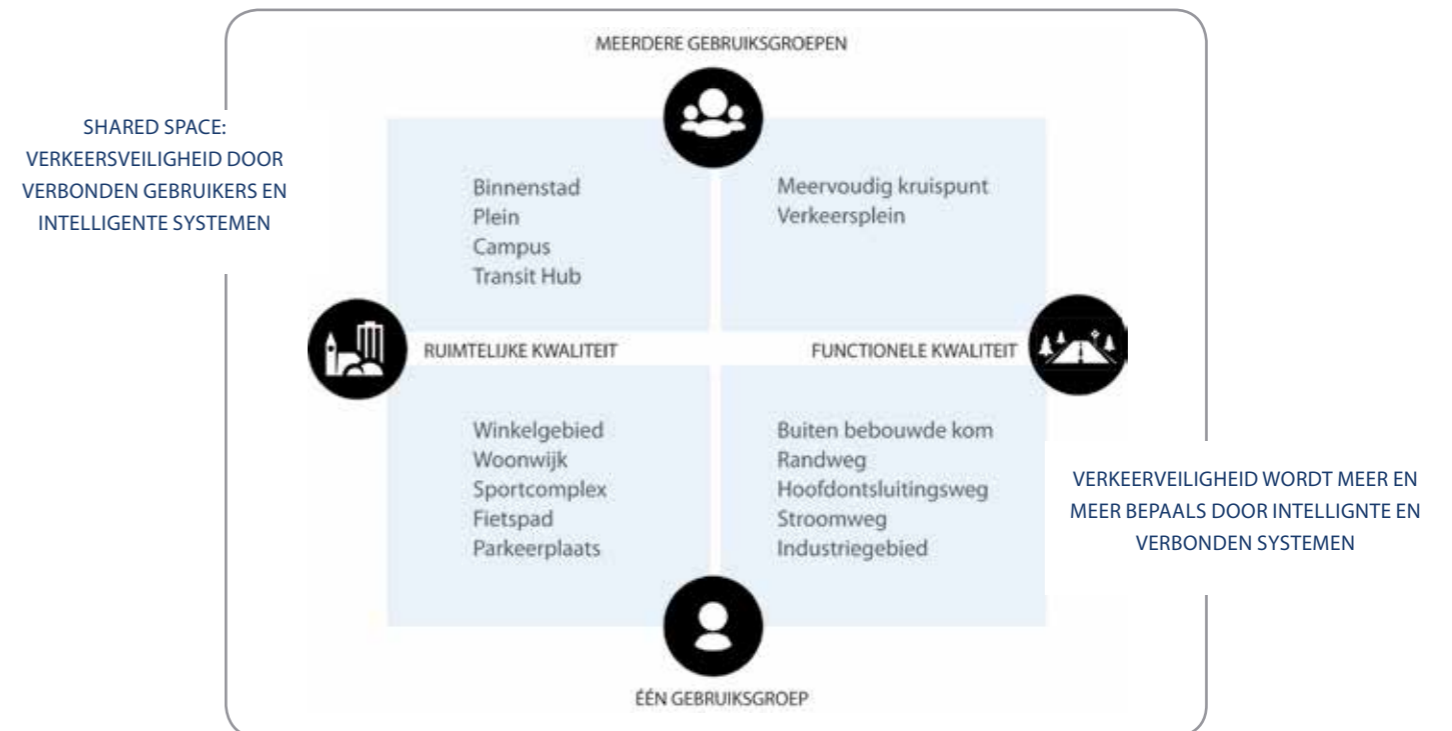 MEERDERE GEBRUIKSGROEPEN
SHARED SPACE:
VERKEERSVEILIGHEID DOOR
VERBONDEN GEBRUIKERS EN
INTELLIGENTE SYSTEMEN
Binnenstad
Plein
Campus
Transit Hub
Meervoudig kruispunt
Verkeersplein
RUIMTELIJKE KWALITEIT
FUNCTIONELE KWALITEIT
Winkelgebied
Woonwijk
Sportcomplex
Fietspad
Parkeerplaats
Buiten bebouwde kom
Randweg
Hoofdontsluitingsweg
Stroomweg
Industriegebied
VERKEERVEILIGHEID WORDT MEER EN
MEER BEPAALS DOOR INTELLIGNTE EN
VERBONDEN SYSTEMEN
ÉÉN GEBRUIKSGROEP